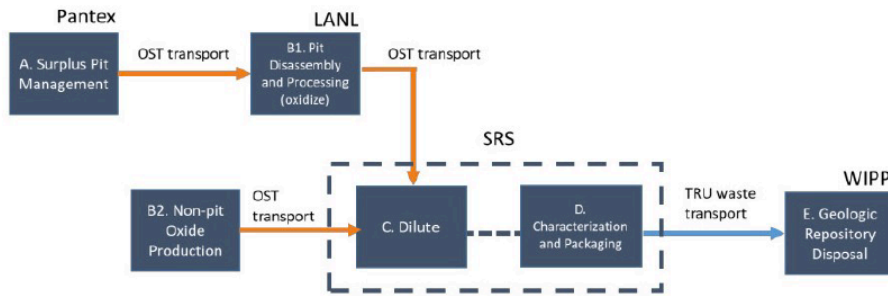 Pantex
LANL
A. Surplus Pit
Management
OST transport
B1. Pit
Disassembly
and Processing
(oxidize)
OST transport
SRS
B2. Non-pit
Oxide
Production
OST
transport
C. Dilute
D.
Characterization
and Packaging
TRU waste
transport
WIPP
E. Geologic
Repository
Disposal